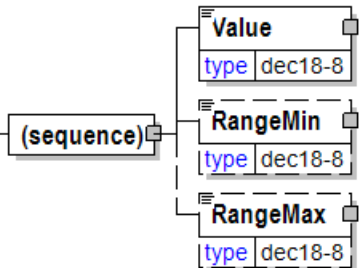 Value
type dec18-8
(sequence)
RangeMin
type dec18-8
RangeMax
type dec18-8